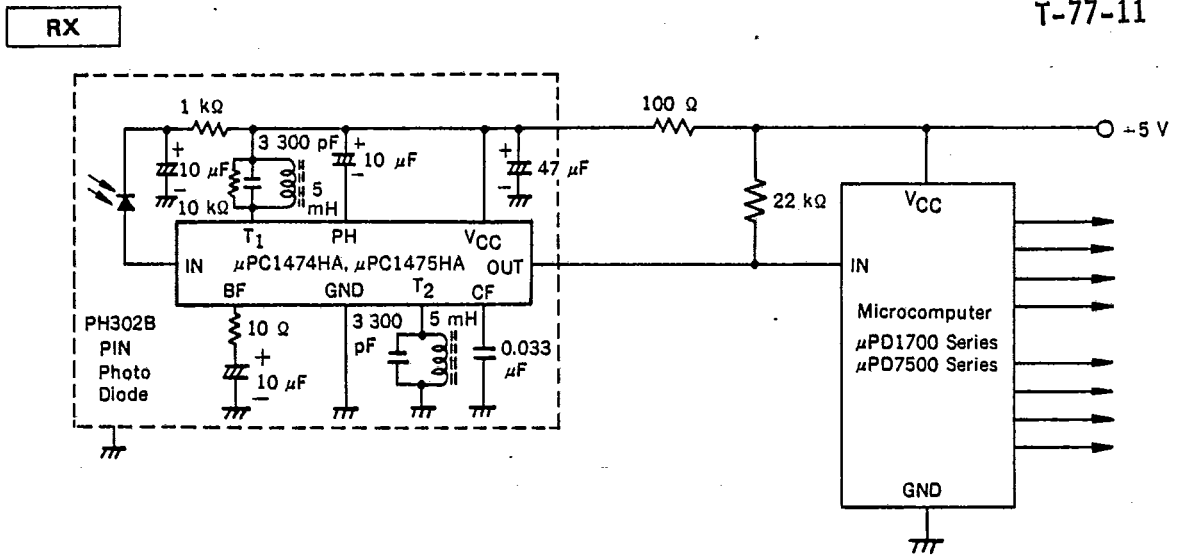 RX
T-77-11
1 kΩ
+
10 μF
−
3 300 pF
10 kΩ
5
mH
+
10 μF
−
+
47 μF
−
100 Ω
22 kΩ
+5 V
T1
PH
VCC
IN
μPC1474HA, μPC1475HA
OUT
BF
GND
T2
CF
10 Ω
+
10 μF
−
3 300
pF
5 mH
0.033
μF
PH302B
PIN
Photo
Diode
VCC
IN
Microcomputer
μPD1700 Series
μPD7500 Series
GND